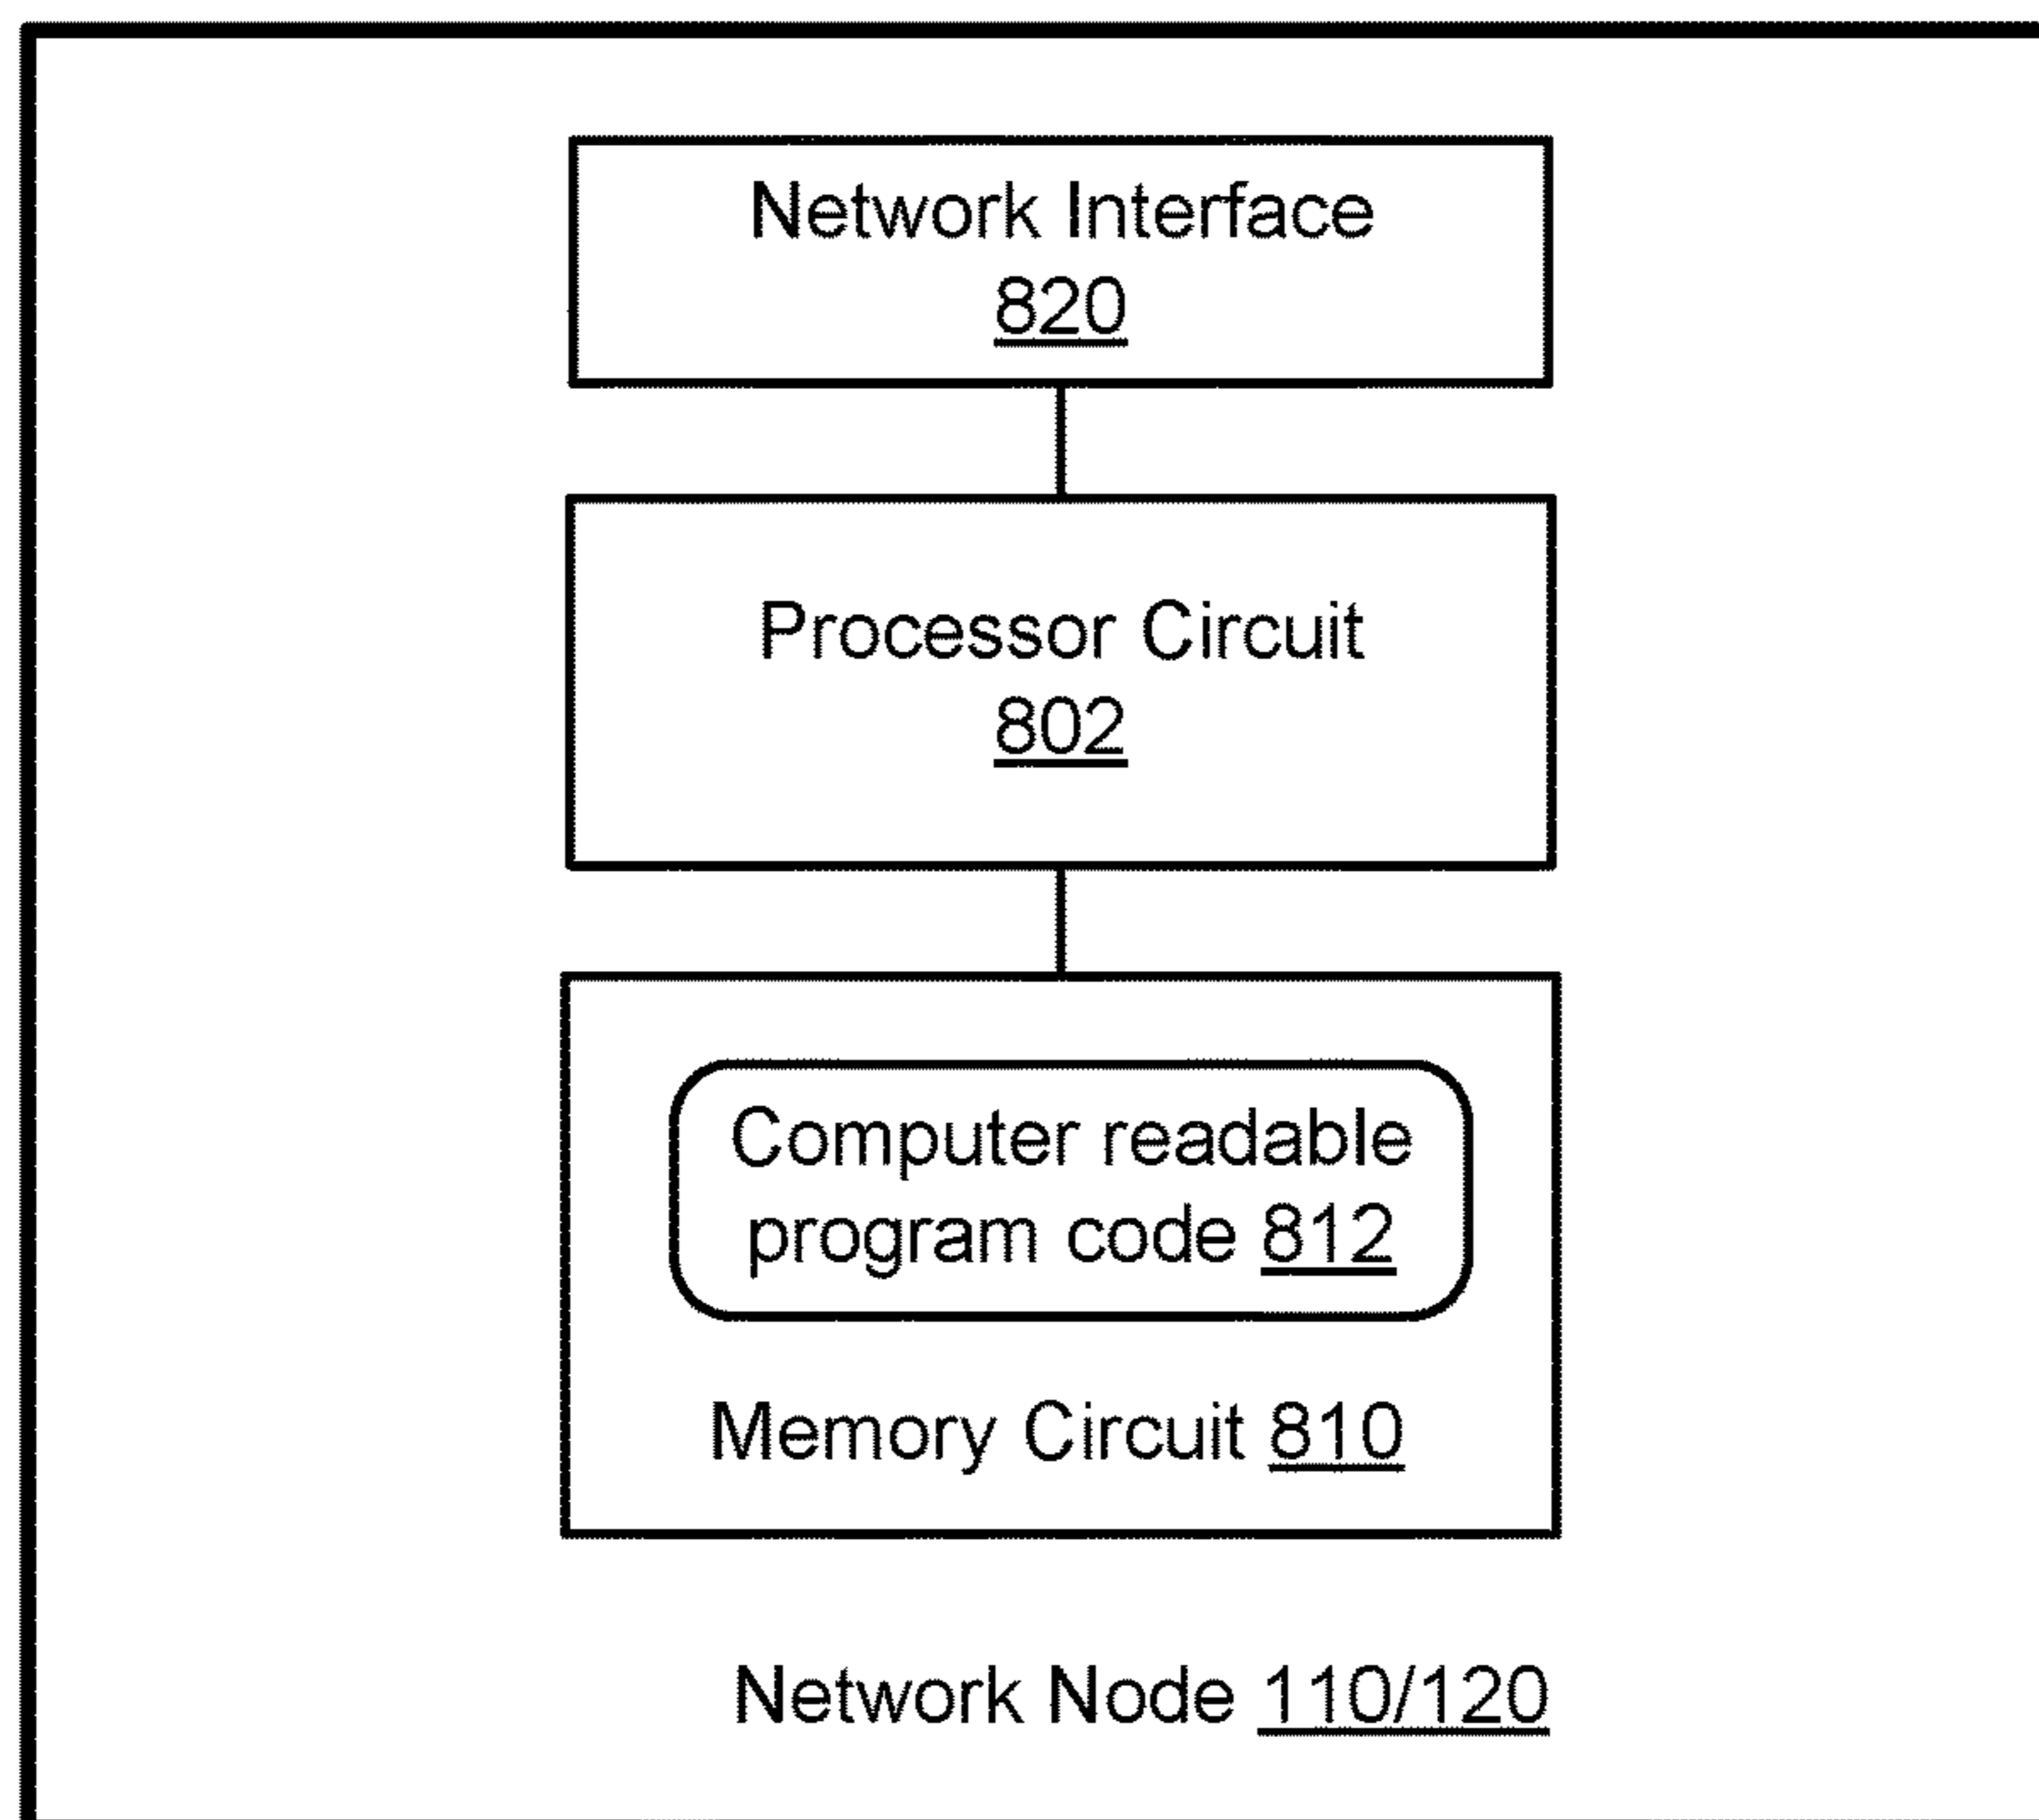 Network Interface
820
Processor Circuit
802
Computer readable
program code 812
Memory Circuit 810
Network Node 110/120